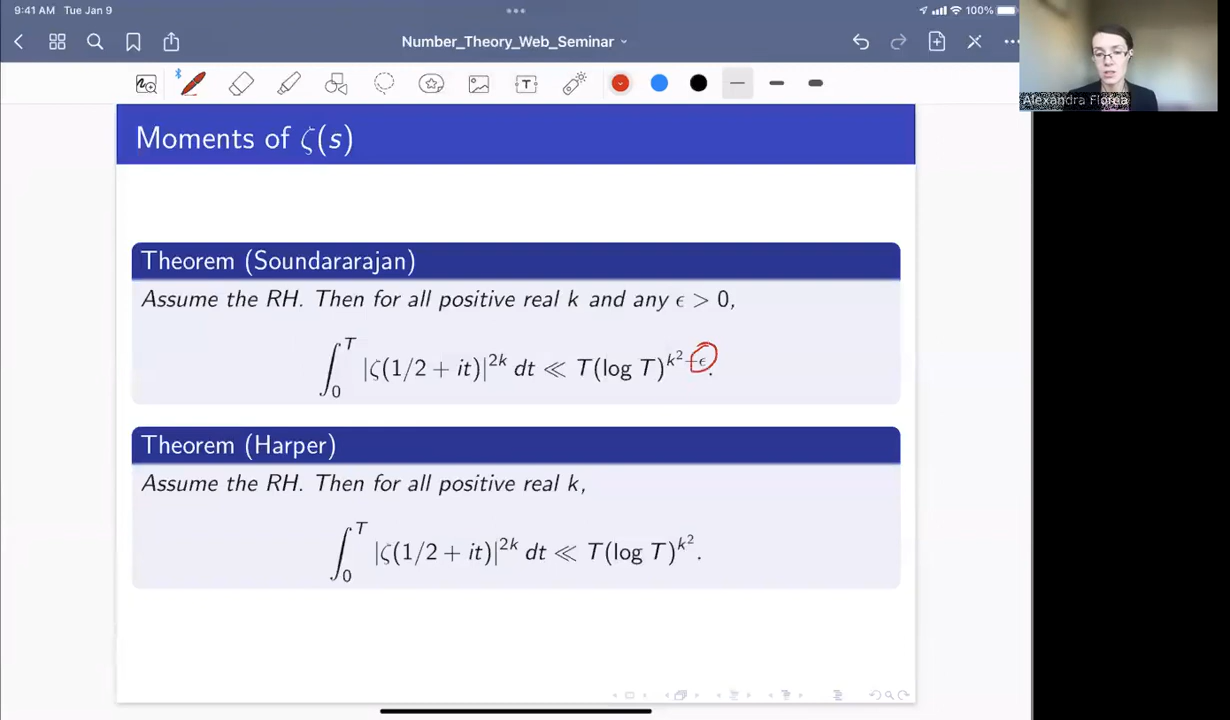 9:41 AM Tue Jan 9
100%
Number_Theory_Web_Seminar
T
Alexandra Florea
Moments of ζ(s)
Theorem (Soundararajan)
Assume the RH. Then for all positive real k and any ϵ > 0,
∫₀ᵀ |ζ(1/2 + it)|²ᵏ dt ≪ T(log T)^{k²+ϵ}.
Theorem (Harper)
Assume the RH. Then for all positive real k,
∫₀ᵀ |ζ(1/2 + it)|²ᵏ dt ≪ T(log T)^{k²}.